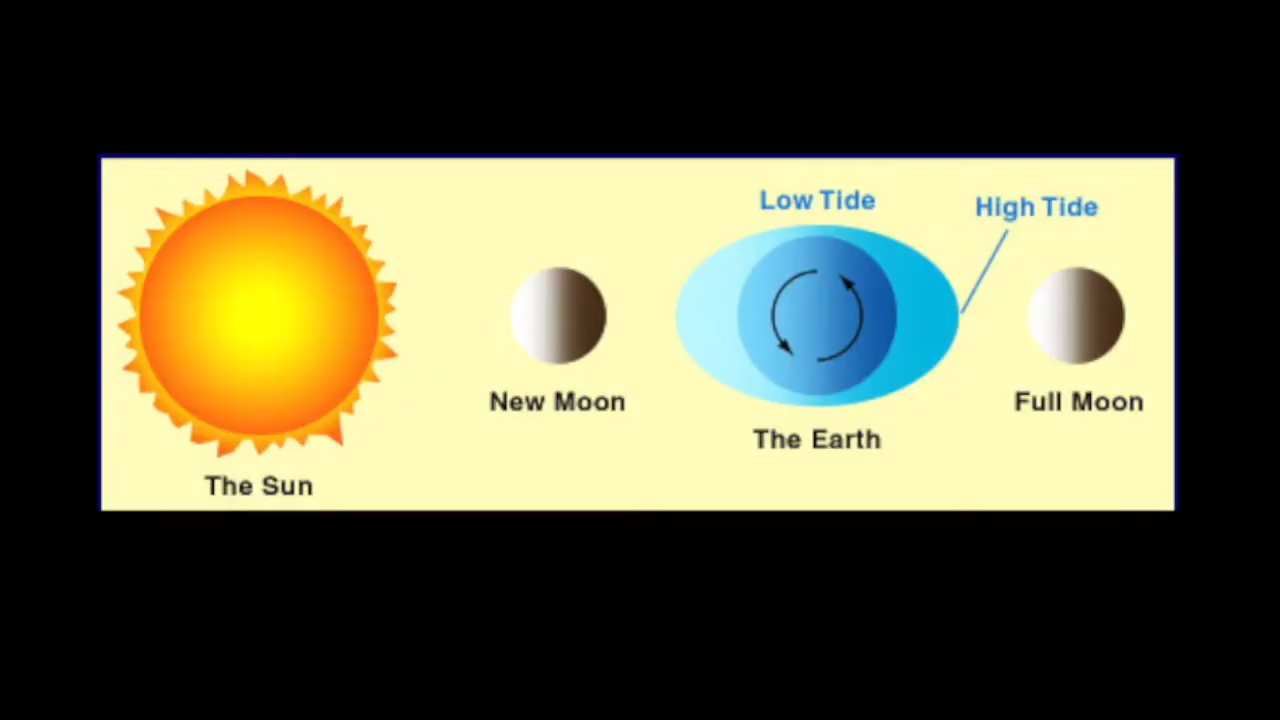 Low Tide
High Tide
New Moon
Full Moon
The Earth
The Sun